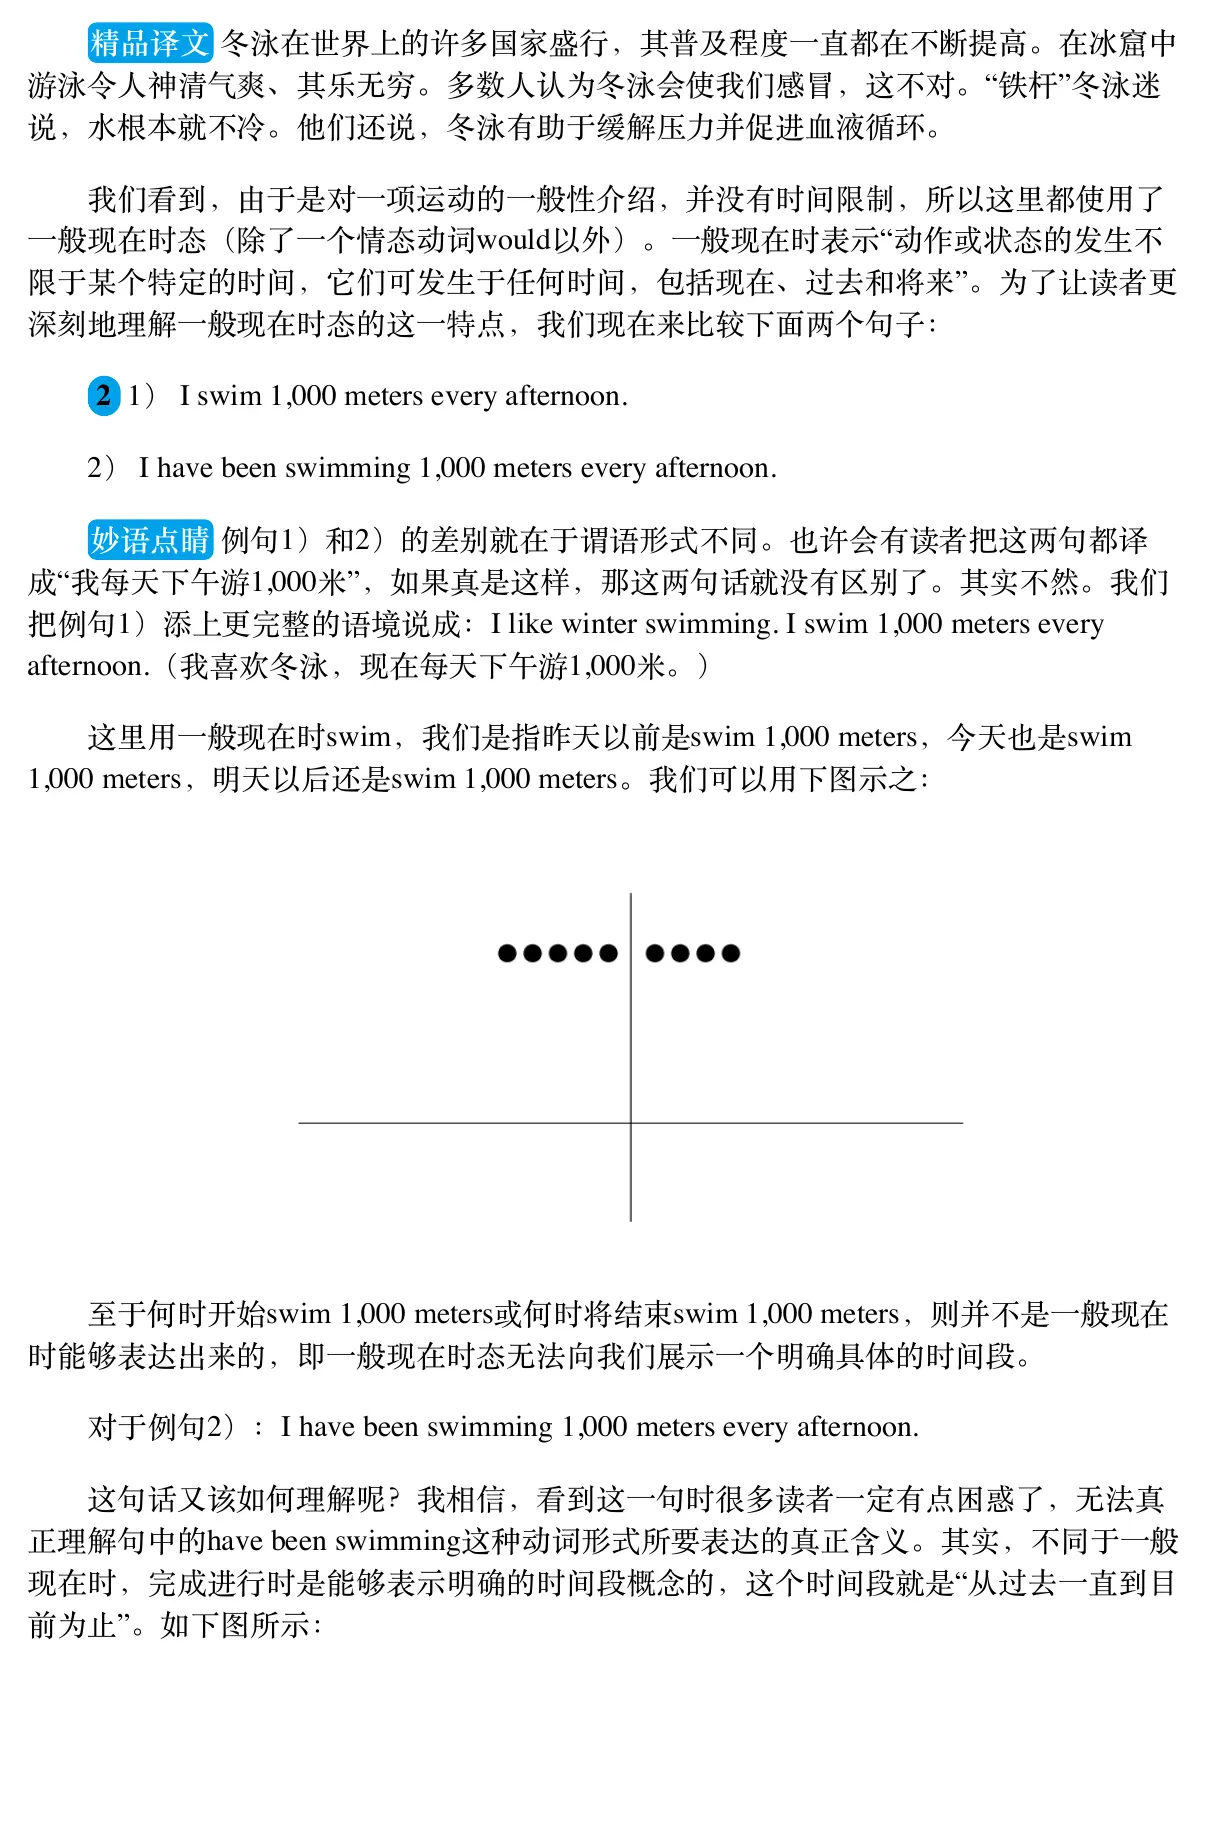 精品译文 冬泳在世界上的许多国家盛行，其普及程度一直都在不断提高。在冰窟中
游泳令人神清气爽、其乐无穷。多数人认为冬泳会使我们感冒，这不对。“铁杆”冬泳迷
说，水根本就不冷。他们还说，冬泳有助于缓解压力并促进血液循环。
我们看到，由于是对一项运动的一般性介绍，并没有时间限制，所以这里都使用了
一般现在时态（除了一个情态动词would以外）。一般现在时表示“动作或状态的发生不
限于某个特定的时间，它们可发生于任何时间，包括现在、过去和将来”。为了让读者更
深刻地理解一般现在时态的这一特点，我们现在来比较下面两个句子：
2 1） I swim 1,000 meters every afternoon.
2） I have been swimming 1,000 meters every afternoon.
妙语点睛 例句1）和2）的差别就在于谓语形式不同。也许会有读者把这两句都译
成“我每天下午游1,000米”，如果真是这样，那这两句话就没有区别了。其实不然。我们
把例句1）添上更完整的语境说成：I like winter swimming. I swim 1,000 meters every
afternoon.（我喜欢冬泳，现在每天下午游1,000米。）
这里用一般现在时swim，我们是指昨天以前是swim 1,000 meters，今天也是swim
1,000 meters，明天以后还是swim 1,000 meters。我们可以用下图示之：
至于何时开始swim 1,000 meters或何时将结束swim 1,000 meters，则并不是一般现在
时能够表达出来的，即一般现在时态无法向我们展示一个明确具体的时间段。
对于例句2）：I have been swimming 1,000 meters every afternoon.
这句话又该如何理解呢？我相信，看到这一句时很多读者一定有点困惑了，无法真
正理解句中的have been swimming这种动词形式所要表达的真正含义。其实，不同于一般
现在时，完成进行时是能够表示明确的时间段概念的，这个时间段就是“从过去一直到目
前为止”。如下图所示：